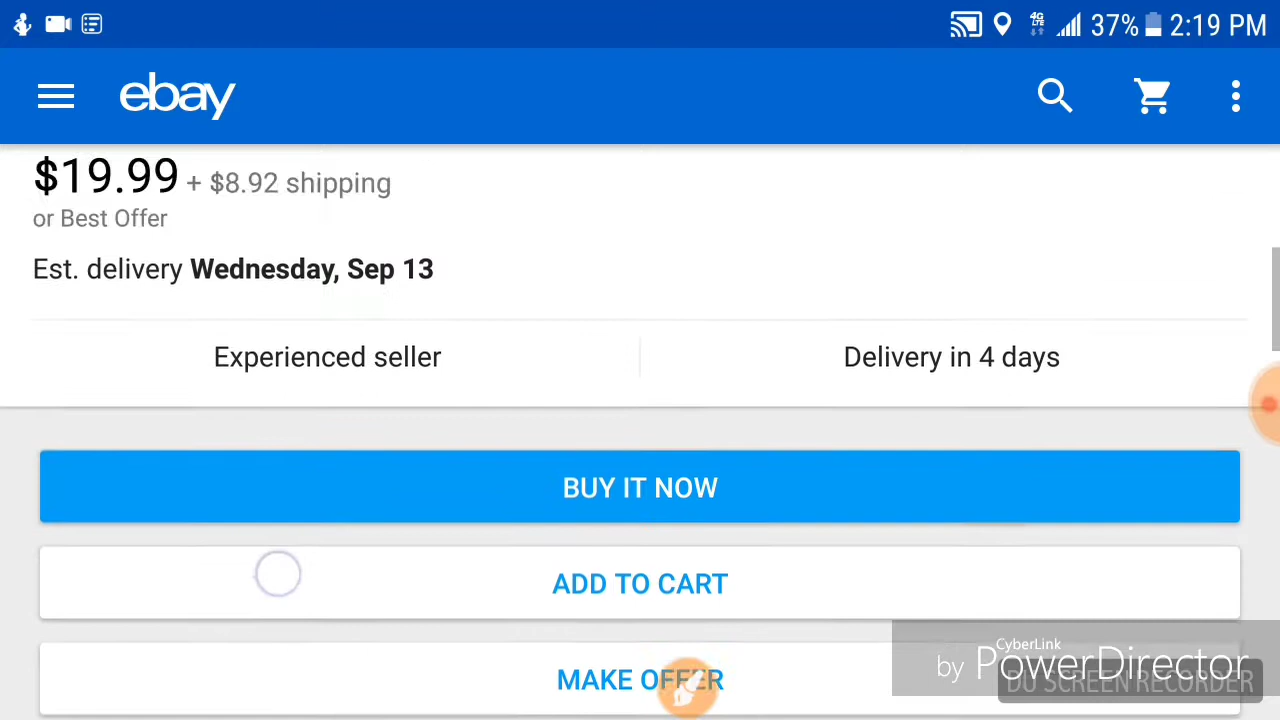 4G LTE 37% 2:19 PM
ebay
$19.99 + $8.92 shipping
or Best Offer
Est. delivery Wednesday, Sep 13
Experienced seller
Delivery in 4 days
BUY IT NOW
ADD TO CART
MAKE OFFER
CyberLink
by PowerDirector
DU SCREEN RECORDER